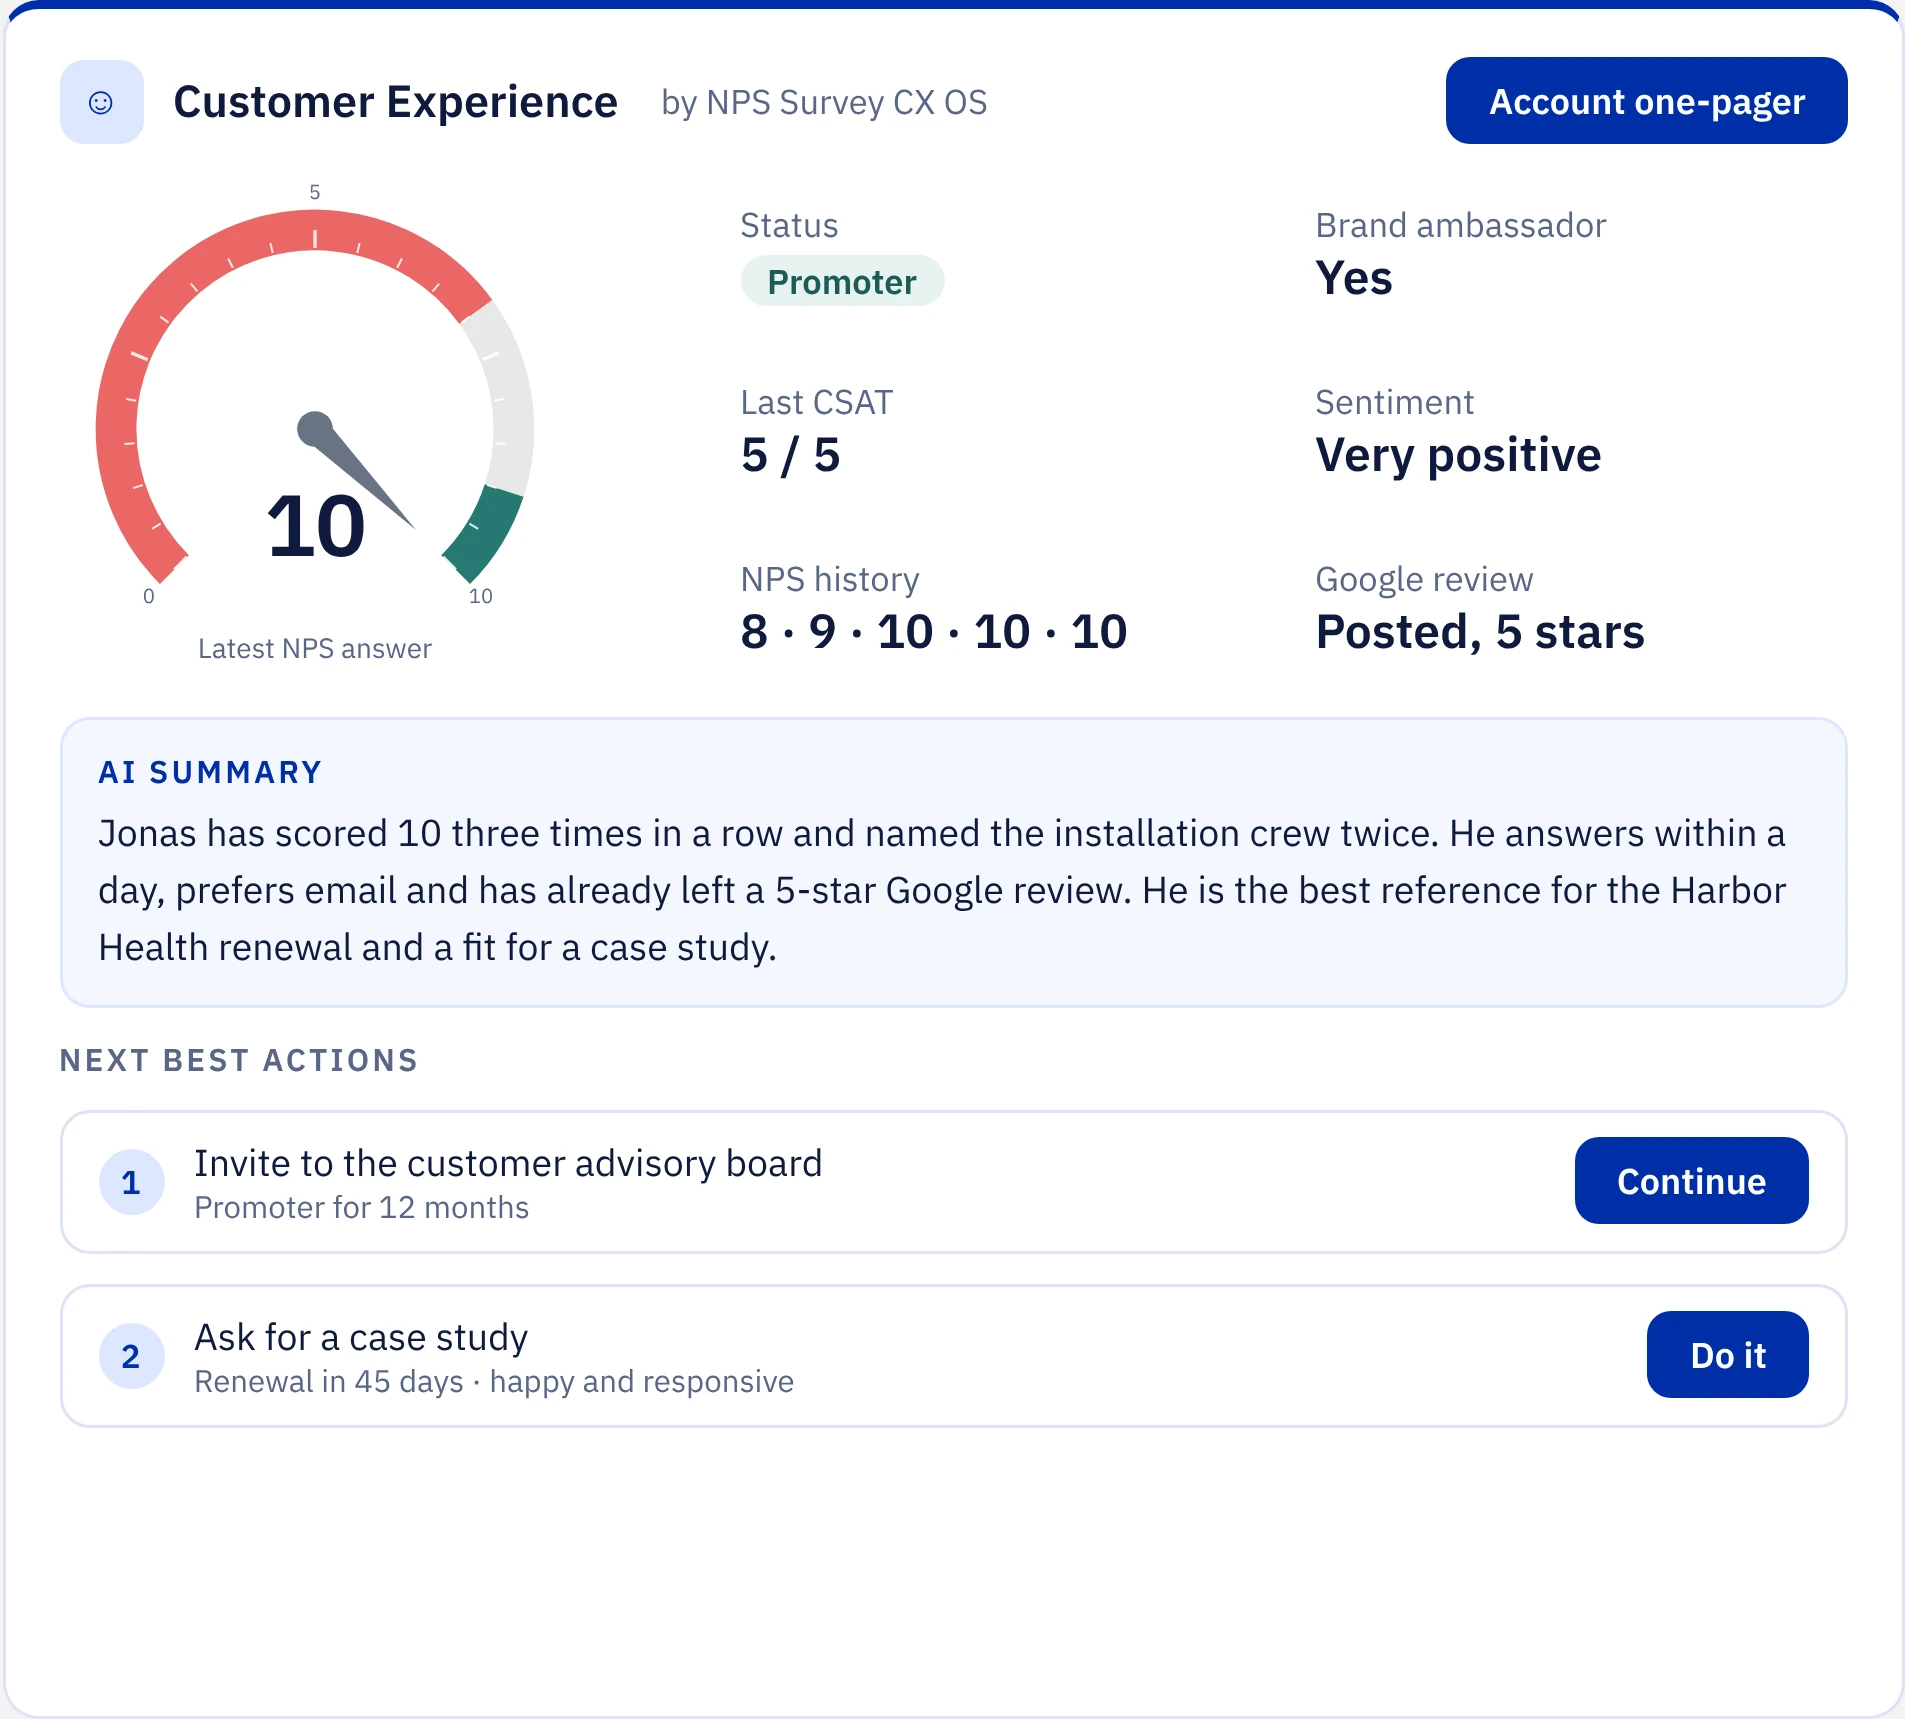 Customer Experience
by NPS Survey CX OS
Account one-pager
5
0
10
10
Latest NPS answer
Status
Promoter
Brand ambassador
Yes
Last CSAT
5 / 5
Sentiment
Very positive
NPS history
8 · 9 · 10 · 10 · 10
Google review
Posted, 5 stars
AI SUMMARY
Jonas has scored 10 three times in a row and named the installation crew twice. He answers within a
day, prefers email and has already left a 5-star Google review. He is the best reference for the Harbor
Health renewal and a fit for a case study.
NEXT BEST ACTIONS
1
Invite to the customer advisory board
Promoter for 12 months
Continue
2
Ask for a case study
Renewal in 45 days · happy and responsive
Do it